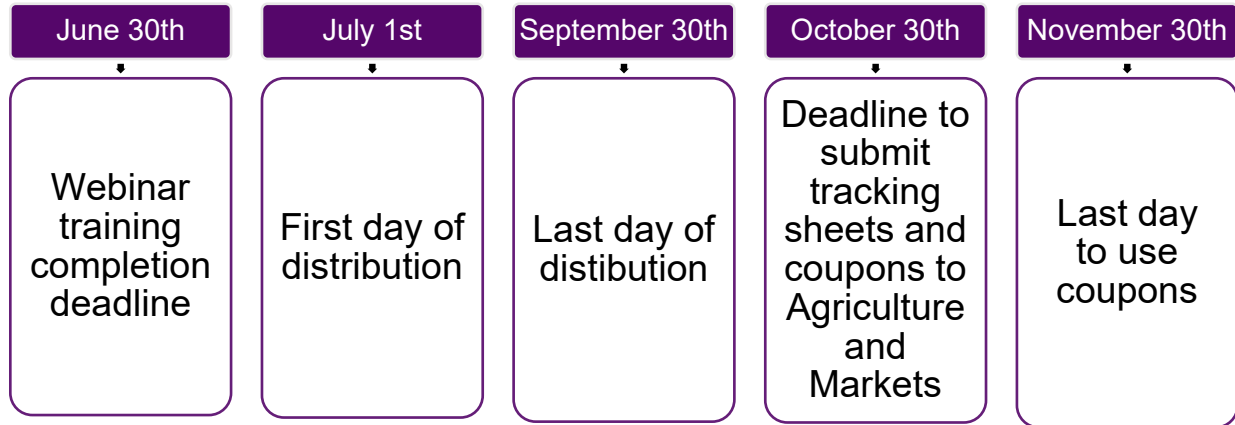 June 30th
July 1st
September 30th
October 30th
November 30th
Webinar
training
completion
deadline
First day of
distribution
Last day of
distibution
Deadline to
submit
tracking
sheets and
coupons to
Agriculture
and
Markets
Last day
to use
coupons